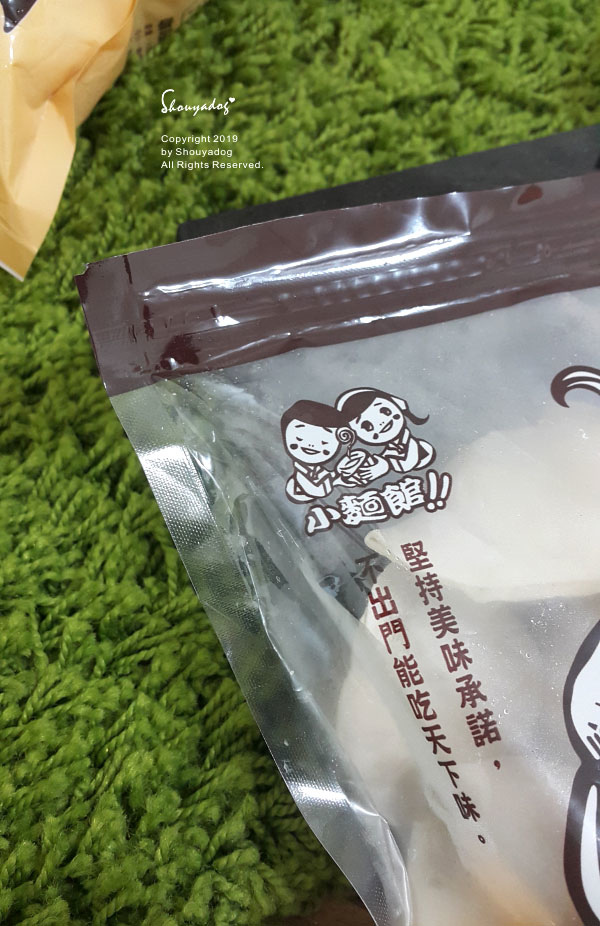 Shouyadog
Copyright 2019
by Shouyadog
All Rights Reserved.
小麵館!!
堅持美味承諾，
不出門能吃天下味。